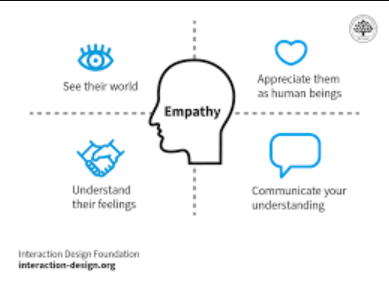 See their world
Appreciate them
as human beings
Empathy
Understand
their feelings
Communicate your
understanding
Interaction Design Foundation
interaction-design.org